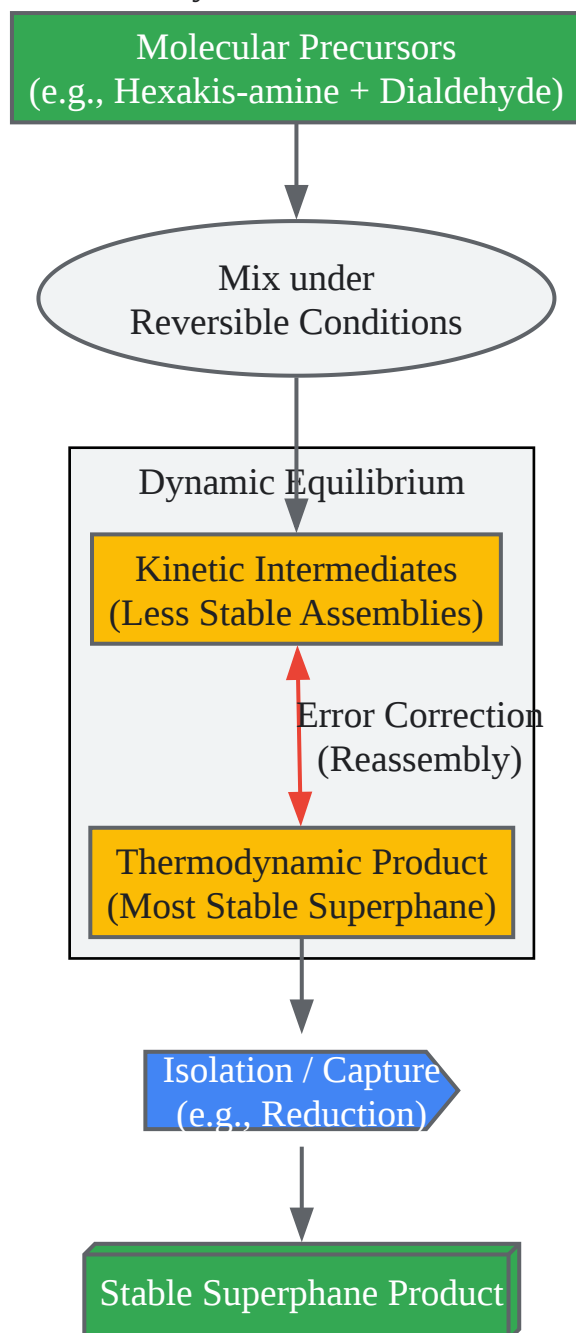 Molecular Precursors
(e.g., Hexakis-amine + Dialdehyde)
Mix under
Reversible Conditions
Dynamic Equilibrium
Kinetic Intermediates
(Less Stable Assemblies)
Error Correction
(Reassembly)
Thermodynamic Product
(Most Stable Superphane)
Isolation / Capture
(e.g., Reduction)
Stable Superphane Product